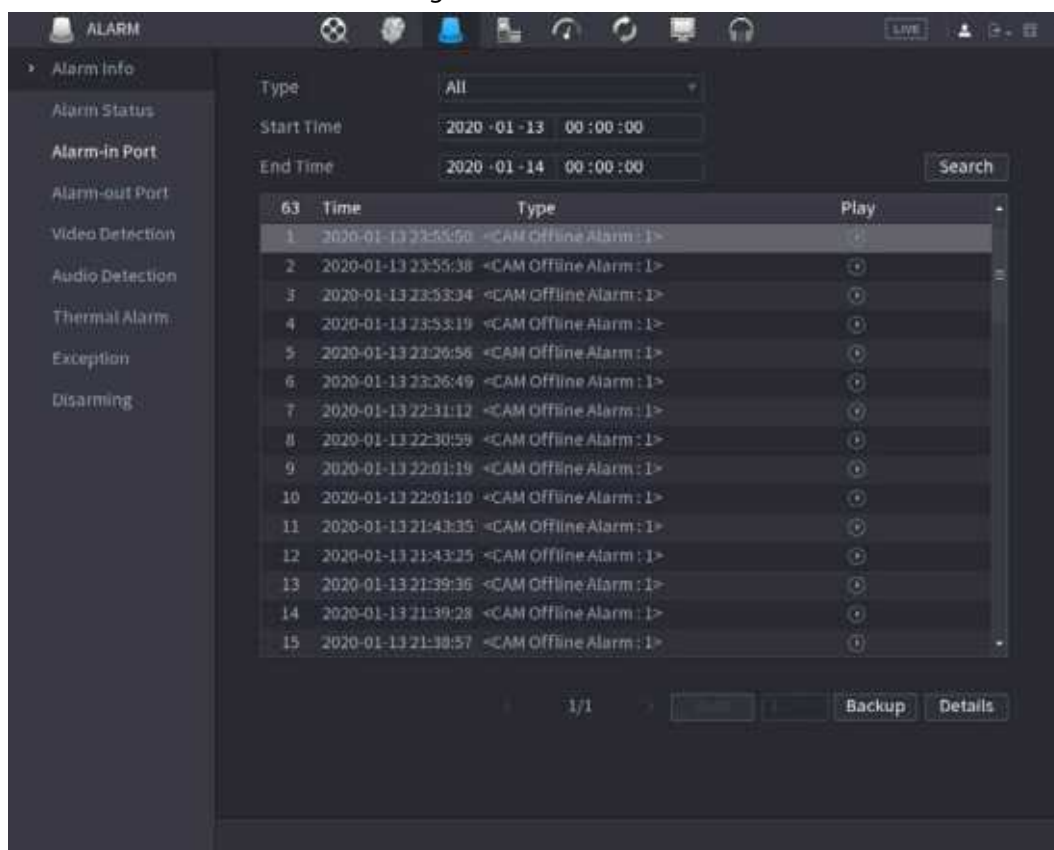 ALARM LIVE
Alarm Info
Alarm Status
Alarm-in Port
Alarm-out Port
Video Detection
Audio Detection
Thermal Alarm
Exception
Disarming
Type All
Start Time 2020 -01 -13 00 :00 :00
End Time 2020 -01 -14 00 :00 :00 Search
63 Time Type Play
1 2020-01-13 23:55:50 <CAM Offline Alarm : 1>
2 2020-01-13 23:55:38 <CAM Offline Alarm : 1>
3 2020-01-13 23:53:34 <CAM Offline Alarm : 1>
4 2020-01-13 23:53:19 <CAM Offline Alarm : 1>
5 2020-01-13 23:26:56 <CAM Offline Alarm : 1>
6 2020-01-13 23:26:49 <CAM Offline Alarm : 1>
7 2020-01-13 22:31:12 <CAM Offline Alarm : 1>
8 2020-01-13 22:30:59 <CAM Offline Alarm : 1>
9 2020-01-13 22:01:19 <CAM Offline Alarm : 1>
10 2020-01-13 22:01:10 <CAM Offline Alarm : 1>
11 2020-01-13 21:43:35 <CAM Offline Alarm : 1>
12 2020-01-13 21:43:25 <CAM Offline Alarm : 1>
13 2020-01-13 21:39:36 <CAM Offline Alarm : 1>
14 2020-01-13 21:39:28 <CAM Offline Alarm : 1>
15 2020-01-13 21:38:57 <CAM Offline Alarm : 1>
1/1 Backup Details